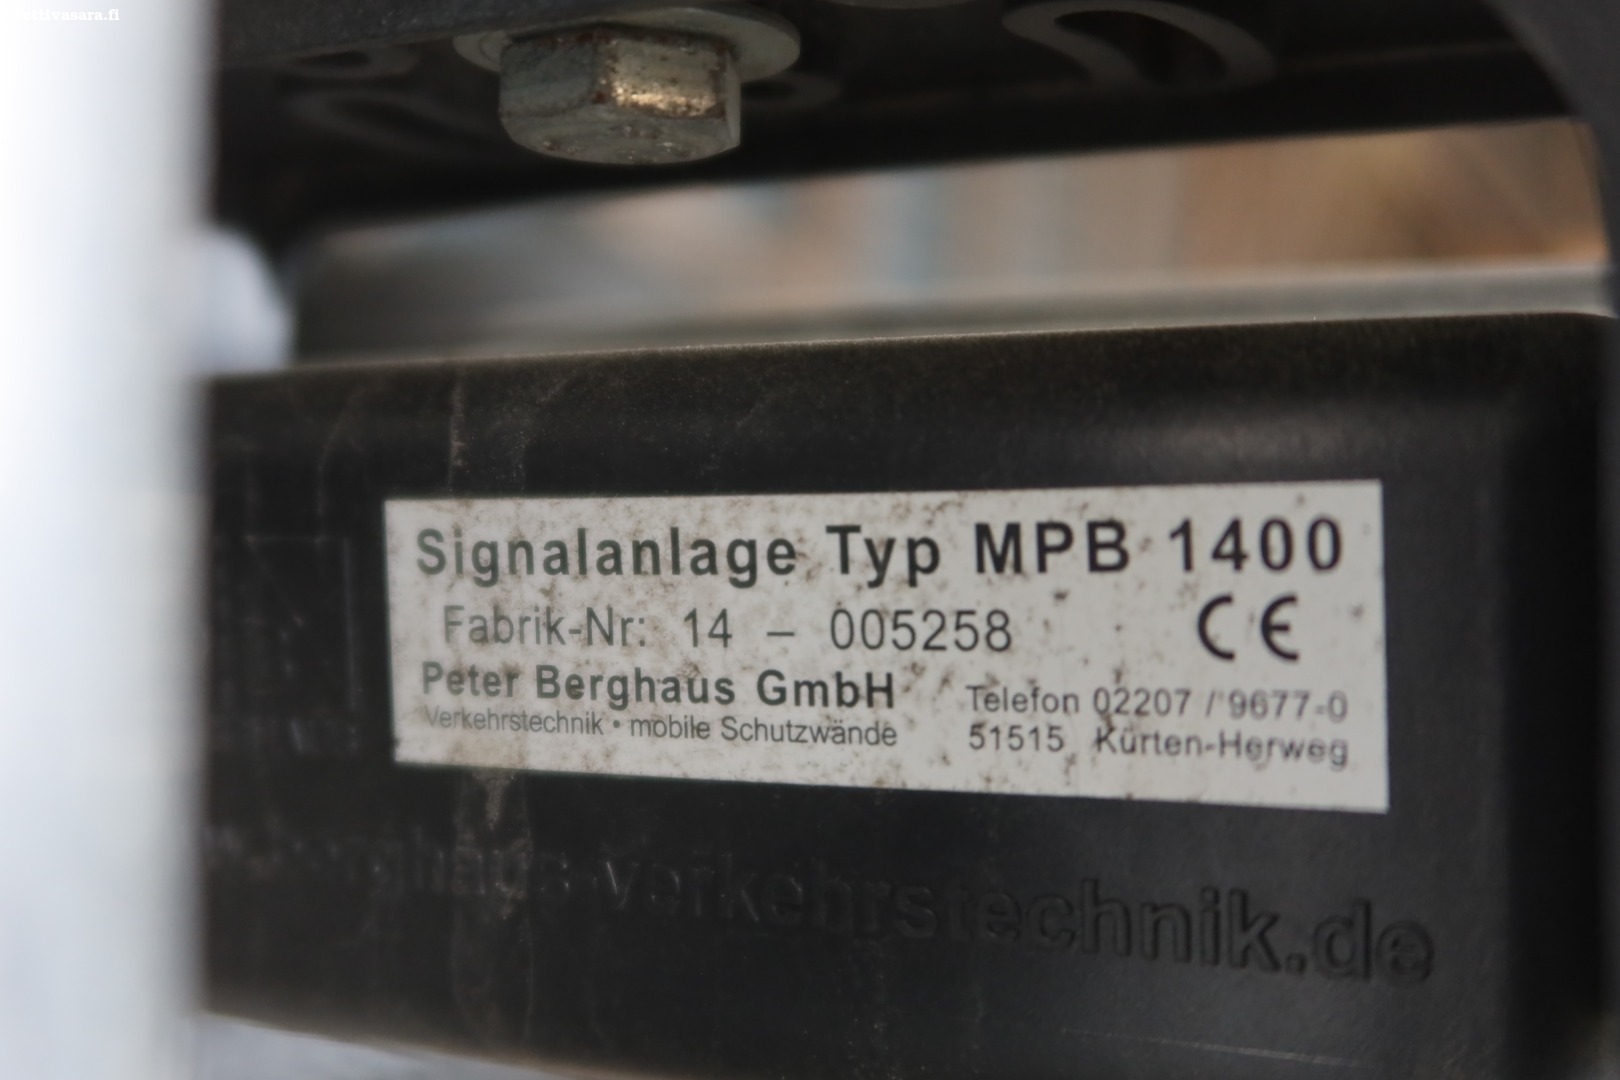 Signalanlage Typ MPB 1400
Fabrik-Nr: 14 – 005258 CE
Peter Berghaus GmbH
Verkehrstechnik • mobile Schutzwände
Telefon 02207 / 9677-0
51515 Kürten-Herweg
berghaus-verkehrstechnik.de